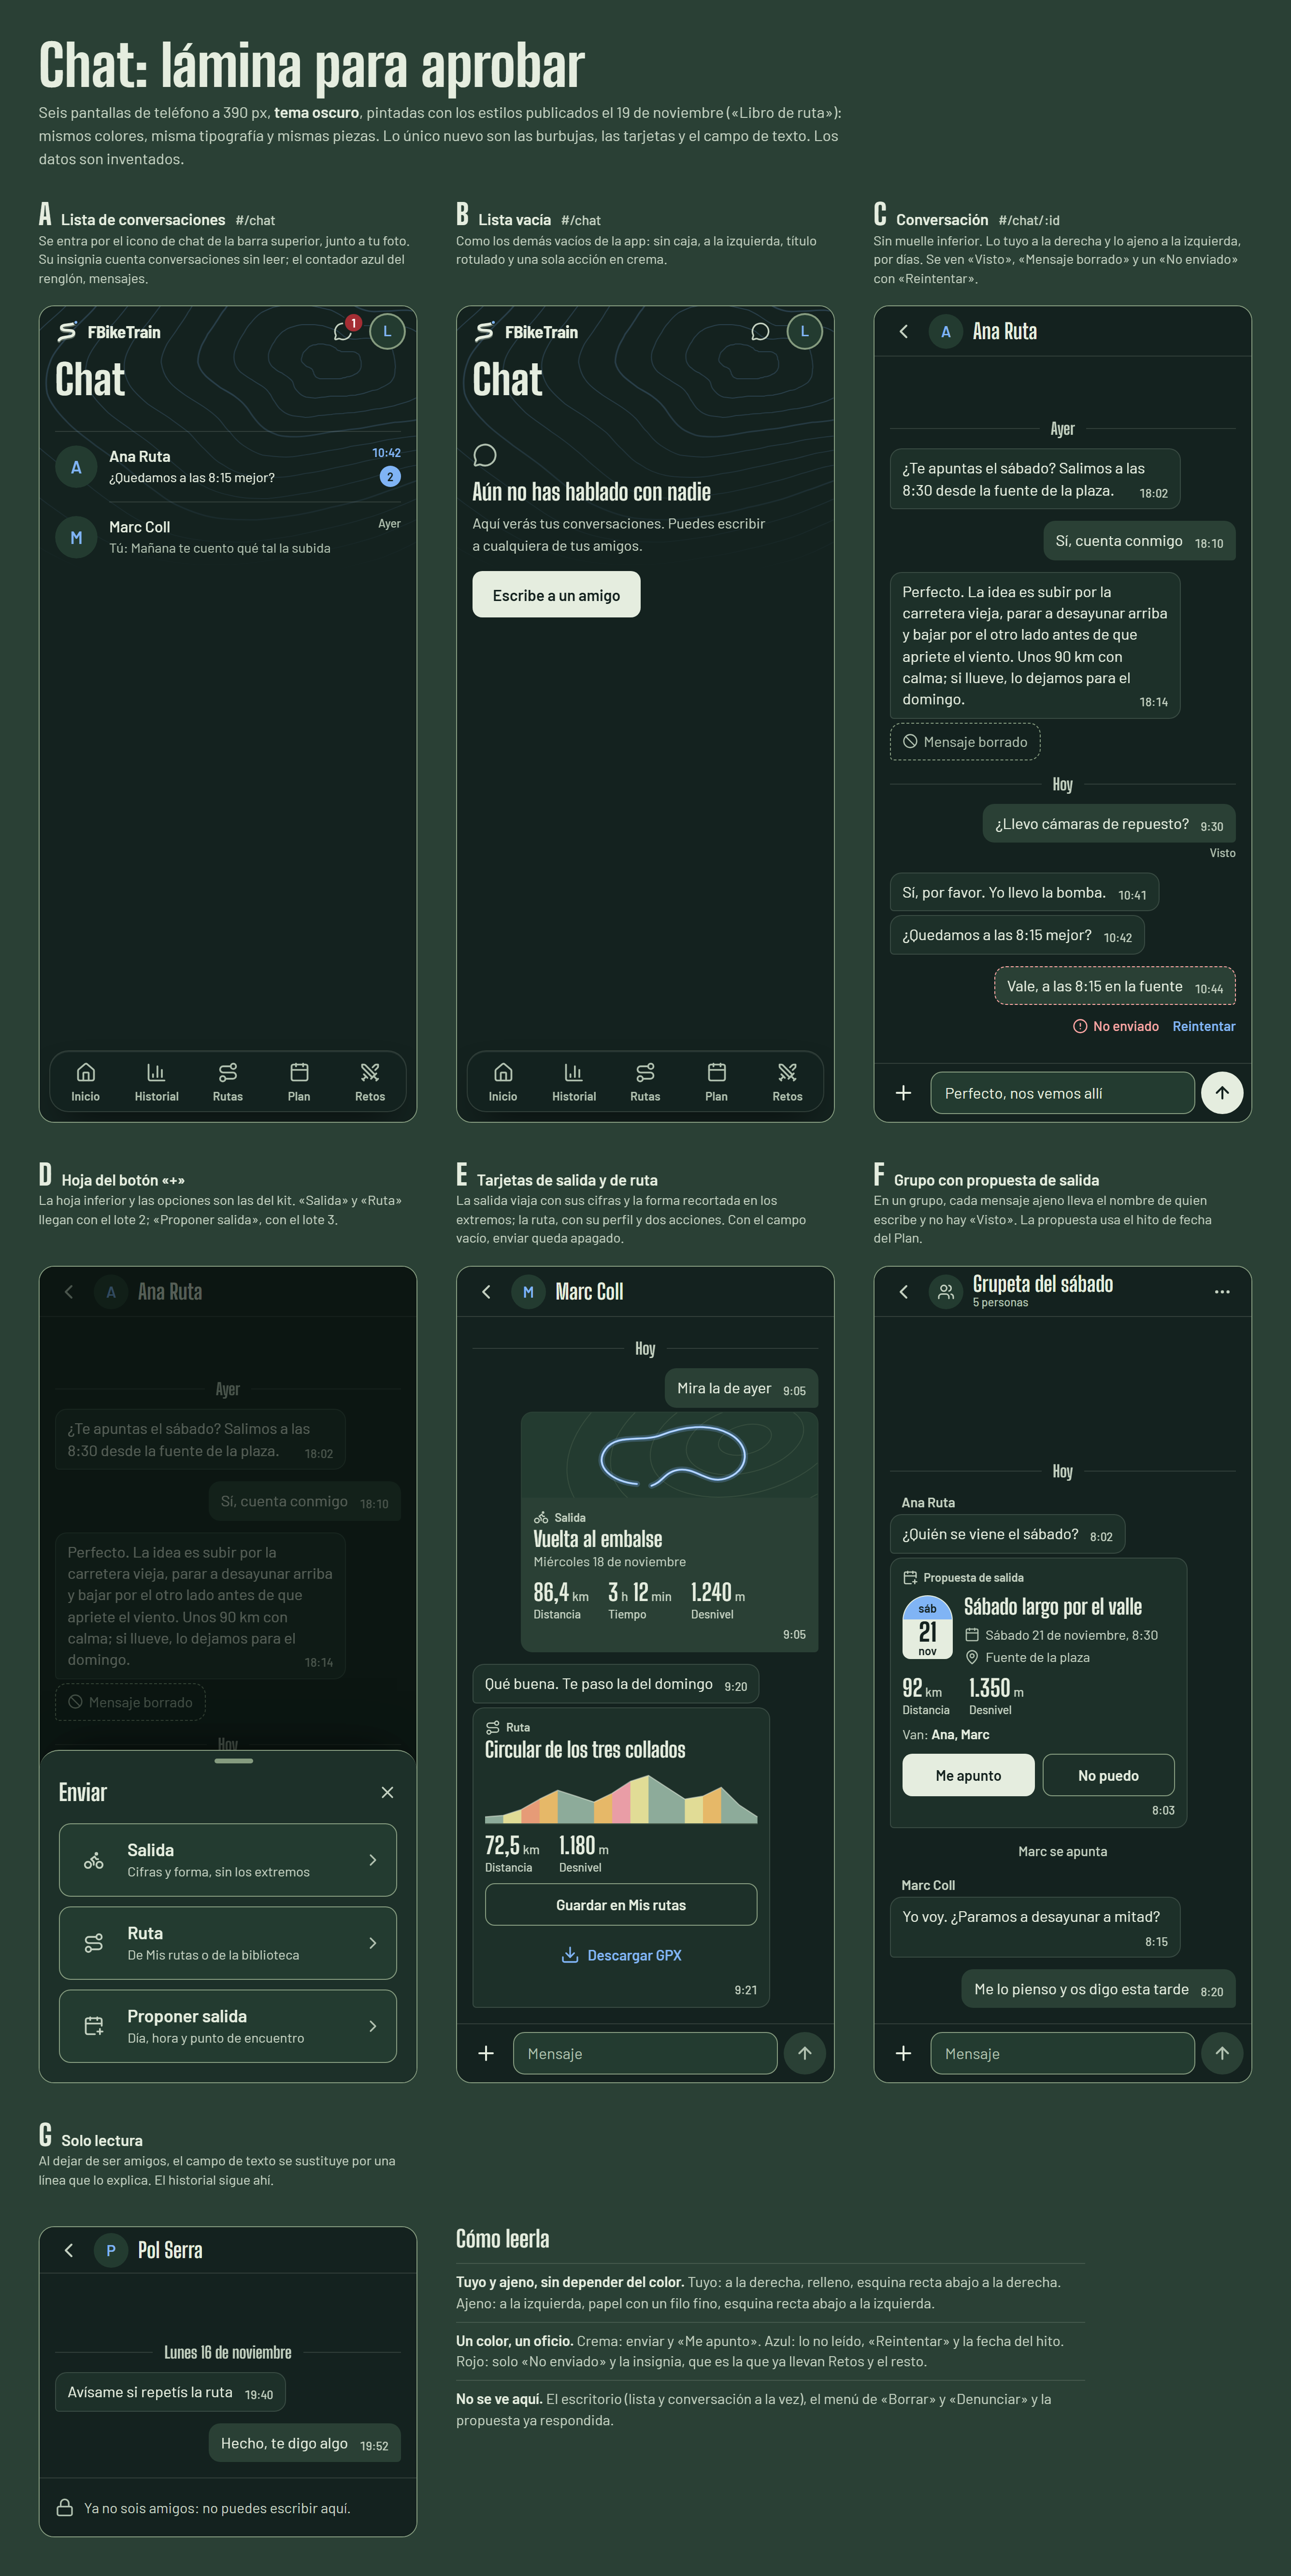 Chat: lámina para aprobar
Seis pantallas de teléfono a 390 px, tema oscuro, pintadas con los estilos publicados el 19 de noviembre («Libro de ruta»):
mismos colores, misma tipografía y mismas piezas. Lo único nuevo son las burbujas, las tarjetas y el campo de texto. Los
datos son inventados.
A Lista de conversaciones #/chat
Se entra por el icono de chat de la barra superior, junto a tu foto.
Su insignia cuenta conversaciones sin leer; el contador azul del
renglón, mensajes.
FBikeTrain
1
L
Chat
A
Ana Ruta
10:42
¿Quedamos a las 8:15 mejor?
2
M
Marc Coll
Ayer
Tú: Mañana te cuento qué tal la subida
Inicio Historial Rutas Plan Retos
B Lista vacía #/chat
Como los demás vacíos de la app: sin caja, a la izquierda, título
rotulado y una sola acción en crema.
FBikeTrain
L
Chat
Aún no has hablado con nadie
Aquí verás tus conversaciones. Puedes escribir
a cualquiera de tus amigos.
Escribe a un amigo
Inicio Historial Rutas Plan Retos
C Conversación #/chat/:id
Sin muelle inferior. Lo tuyo a la derecha y lo ajeno a la izquierda,
por días. Se ven «Visto», «Mensaje borrado» y un «No enviado»
con «Reintentar».
A Ana Ruta
Ayer
¿Te apuntas el sábado? Salimos a las
8:30 desde la fuente de la plaza. 18:02
Sí, cuenta conmigo 18:10
Perfecto. La idea es subir por la
carretera vieja, parar a desayunar arriba
y bajar por el otro lado antes de que
apriete el viento. Unos 90 km con
calma; si llueve, lo dejamos para el
domingo. 18:14
Mensaje borrado
Hoy
¿Llevo cámaras de repuesto? 9:30
Visto
Sí, por favor. Yo llevo la bomba. 10:41
¿Quedamos a las 8:15 mejor? 10:42
Vale, a las 8:15 en la fuente 10:44
No enviado Reintentar
Perfecto, nos vemos allí
D Hoja del botón «+»
La hoja inferior y las opciones son las del kit. «Salida» y «Ruta»
llegan con el lote 2; «Proponer salida», con el lote 3.
A Ana Ruta
Ayer
¿Te apuntas el sábado? Salimos a las
8:30 desde la fuente de la plaza. 18:02
Sí, cuenta conmigo 18:10
Perfecto. La idea es subir por la
carretera vieja, parar a desayunar arriba
y bajar por el otro lado antes de que
apriete el viento. Unos 90 km con
calma; si llueve, lo dejamos para el
domingo. 18:14
Mensaje borrado
Hoy
Enviar
Salida
Cifras y forma, sin los extremos
Ruta
De Mis rutas o de la biblioteca
Proponer salida
Día, hora y punto de encuentro
E Tarjetas de salida y de ruta
La salida viaja con sus cifras y la forma recortada en los
extremos; la ruta, con su perfil y dos acciones. Con el campo
vacío, enviar queda apagado.
M Marc Coll
Hoy
Mira la de ayer 9:05
Salida
Vuelta al embalse
Miércoles 18 de noviembre
86,4 km 3 h 12 min 1.240 m
Distancia Tiempo Desnivel
9:05
Qué buena. Te paso la del domingo 9:20
Ruta
Circular de los tres collados
72,5 km 1.180 m
Distancia Desnivel
Guardar en Mis rutas
Descargar GPX
9:21
Mensaje
F Grupo con propuesta de salida
En un grupo, cada mensaje ajeno lleva el nombre de quien
escribe y no hay «Visto». La propuesta usa el hito de fecha
del Plan.
Grupeta del sábado
5 personas
Hoy
Ana Ruta
¿Quién se viene el sábado? 8:02
Propuesta de salida
sáb
21
nov
Sábado largo por el valle
Sábado 21 de noviembre, 8:30
Fuente de la plaza
92 km 1.350 m
Distancia Desnivel
Van: Ana, Marc
Me apunto No puedo
8:03
Marc se apunta
Marc Coll
Yo voy. ¿Paramos a desayunar a mitad?
8:15
Me lo pienso y os digo esta tarde 8:20
Mensaje
G Solo lectura
Al dejar de ser amigos, el campo de texto se sustituye por una
línea que lo explica. El historial sigue ahí.
P Pol Serra
Lunes 16 de noviembre
Avísame si repetís la ruta 19:40
Hecho, te digo algo 19:52
Ya no sois amigos: no puedes escribir aquí.
Cómo leerla
Tuyo y ajeno, sin depender del color. Tuyo: a la derecha, relleno, esquina recta abajo a la derecha.
Ajeno: a la izquierda, papel con un filo fino, esquina recta abajo a la izquierda.
Un color, un oficio. Crema: enviar y «Me apunto». Azul: lo no leído, «Reintentar» y la fecha del hito.
Rojo: solo «No enviado» y la insignia, que es la que ya llevan Retos y el resto.
No se ve aquí. El escritorio (lista y conversación a la vez), el menú de «Borrar» y «Denunciar» y la
propuesta ya respondida.